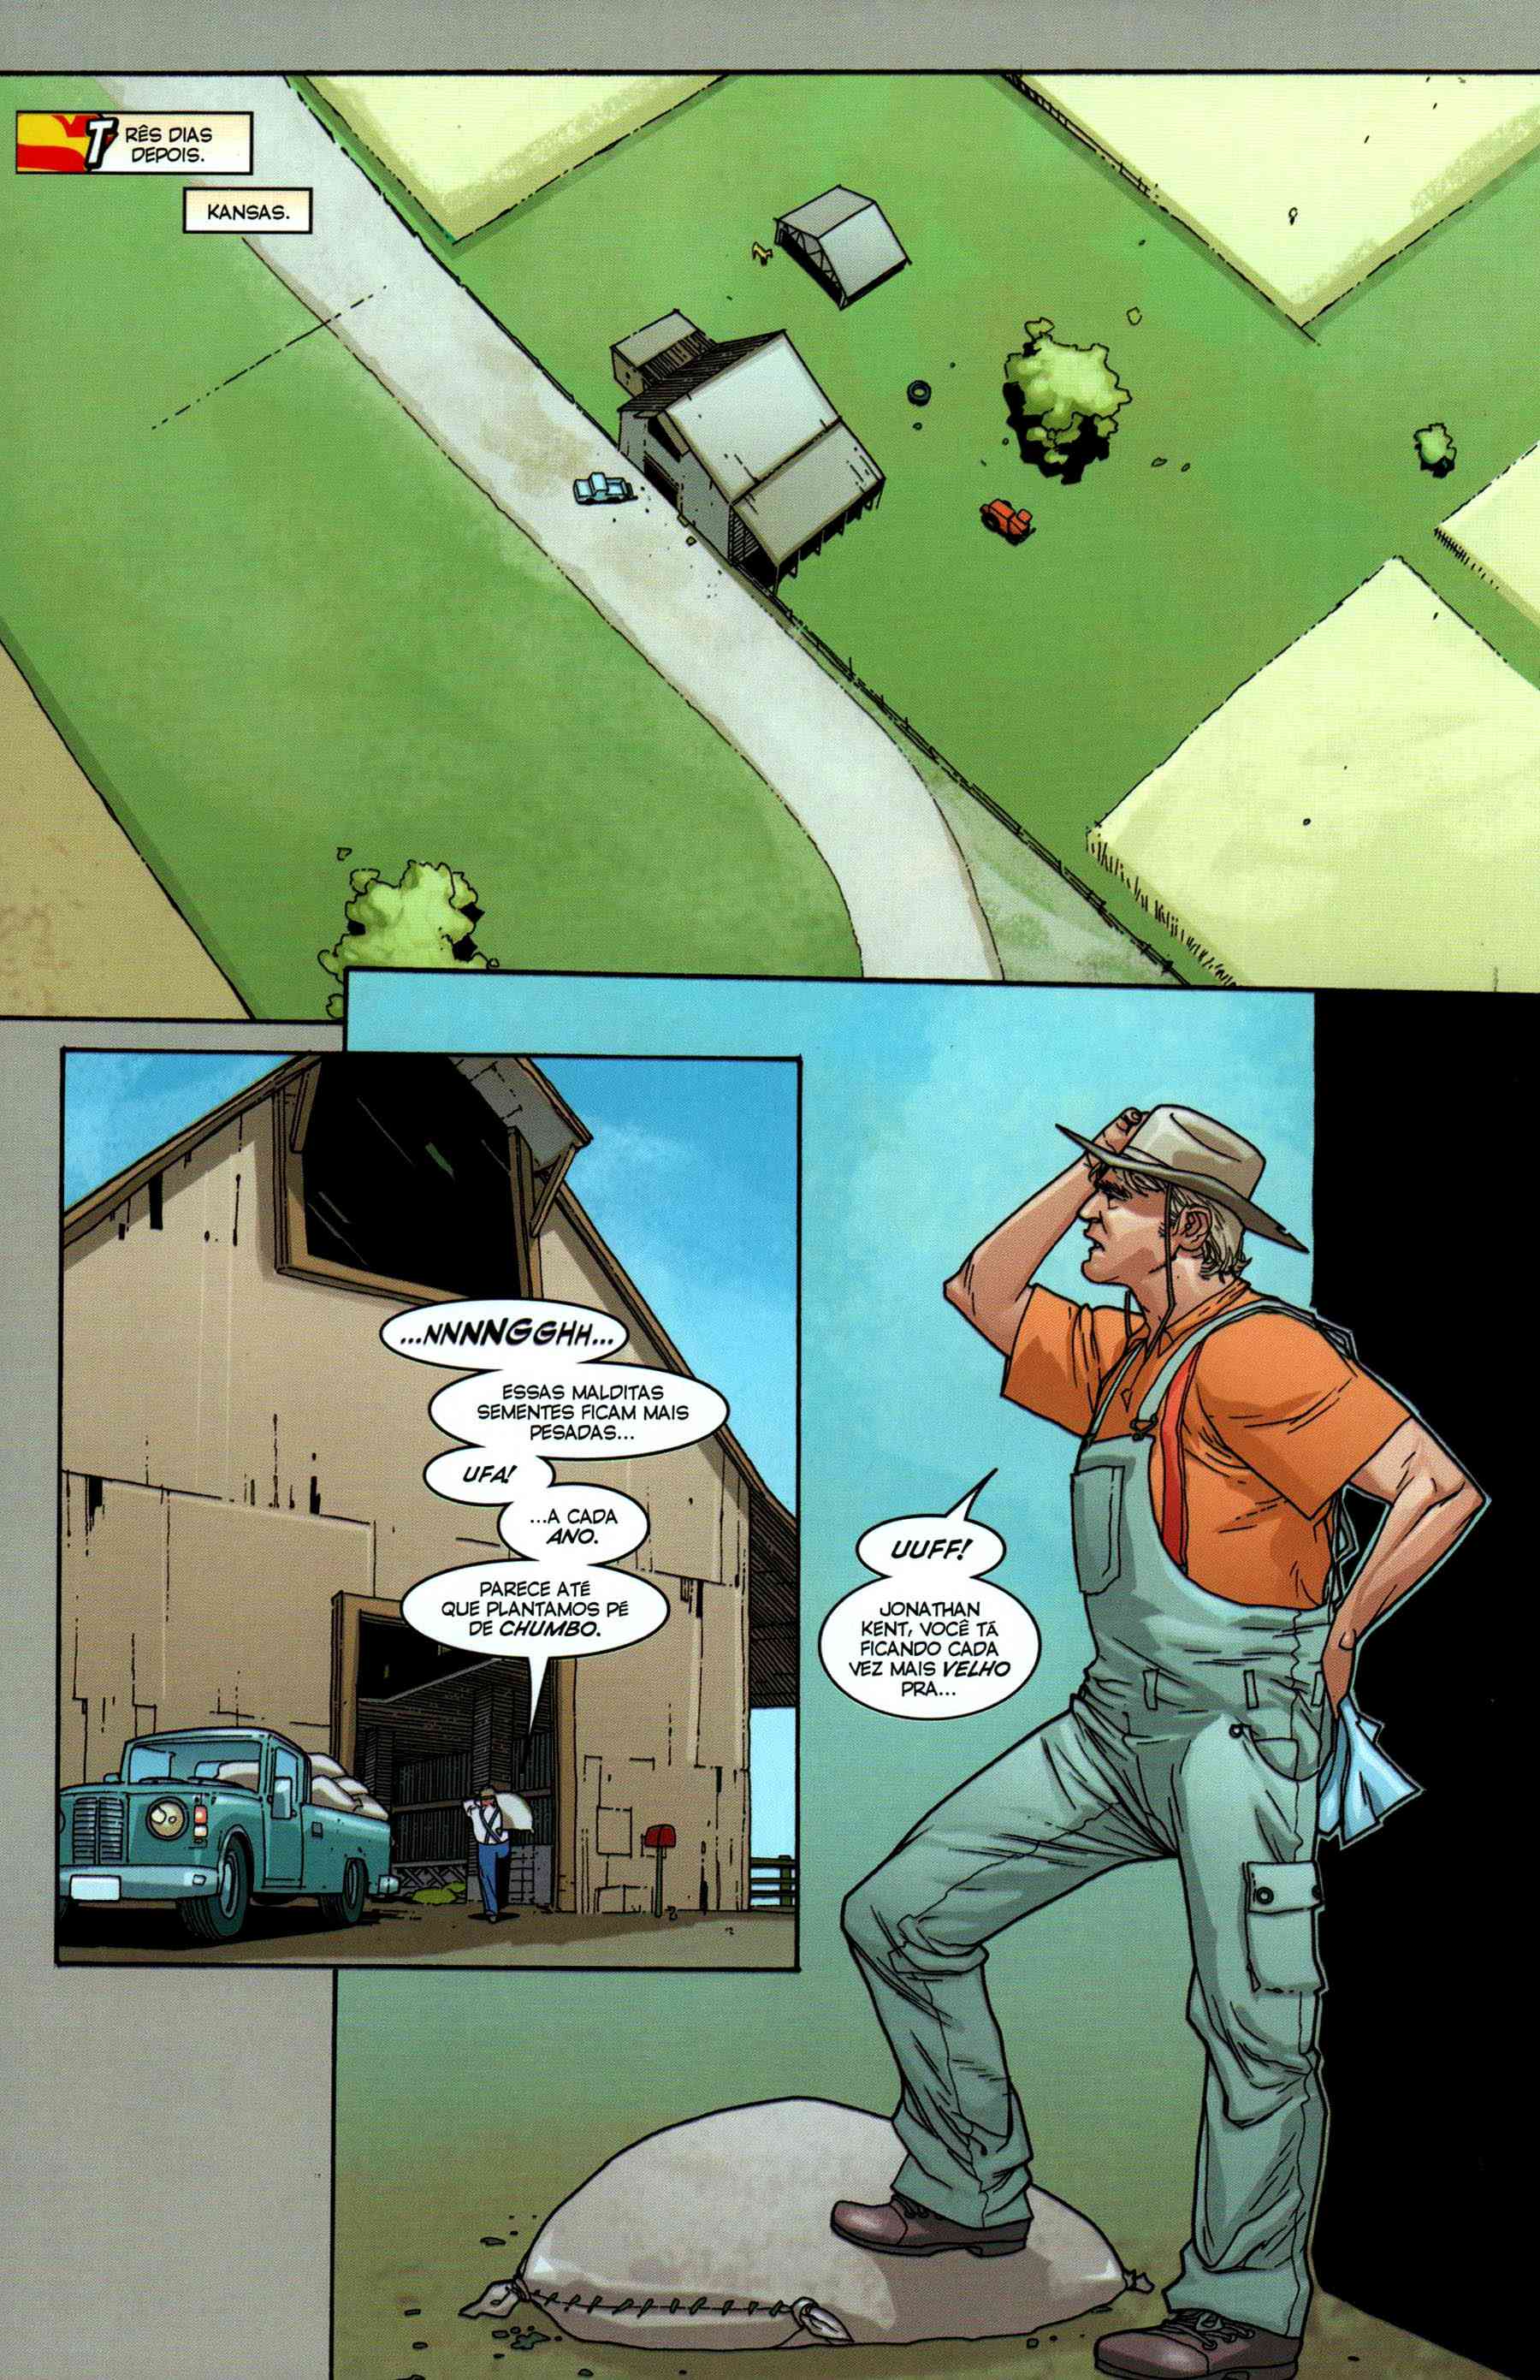 TRÊS DIAS
DEPOIS.
KANSAS.
...NNNNGGHH...
ESSAS MALDITAS
SEMENTES FICAM MAIS
PESADAS...
UFA!
...A CADA
ANO.
PARECE ATÉ
QUE PLANTAMOS PÉ
DE CHUMBO.
UUFF!
JONATHAN
KENT, VOCÊ TÁ
FICANDO CADA
VEZ MAIS VELHO
PRA...